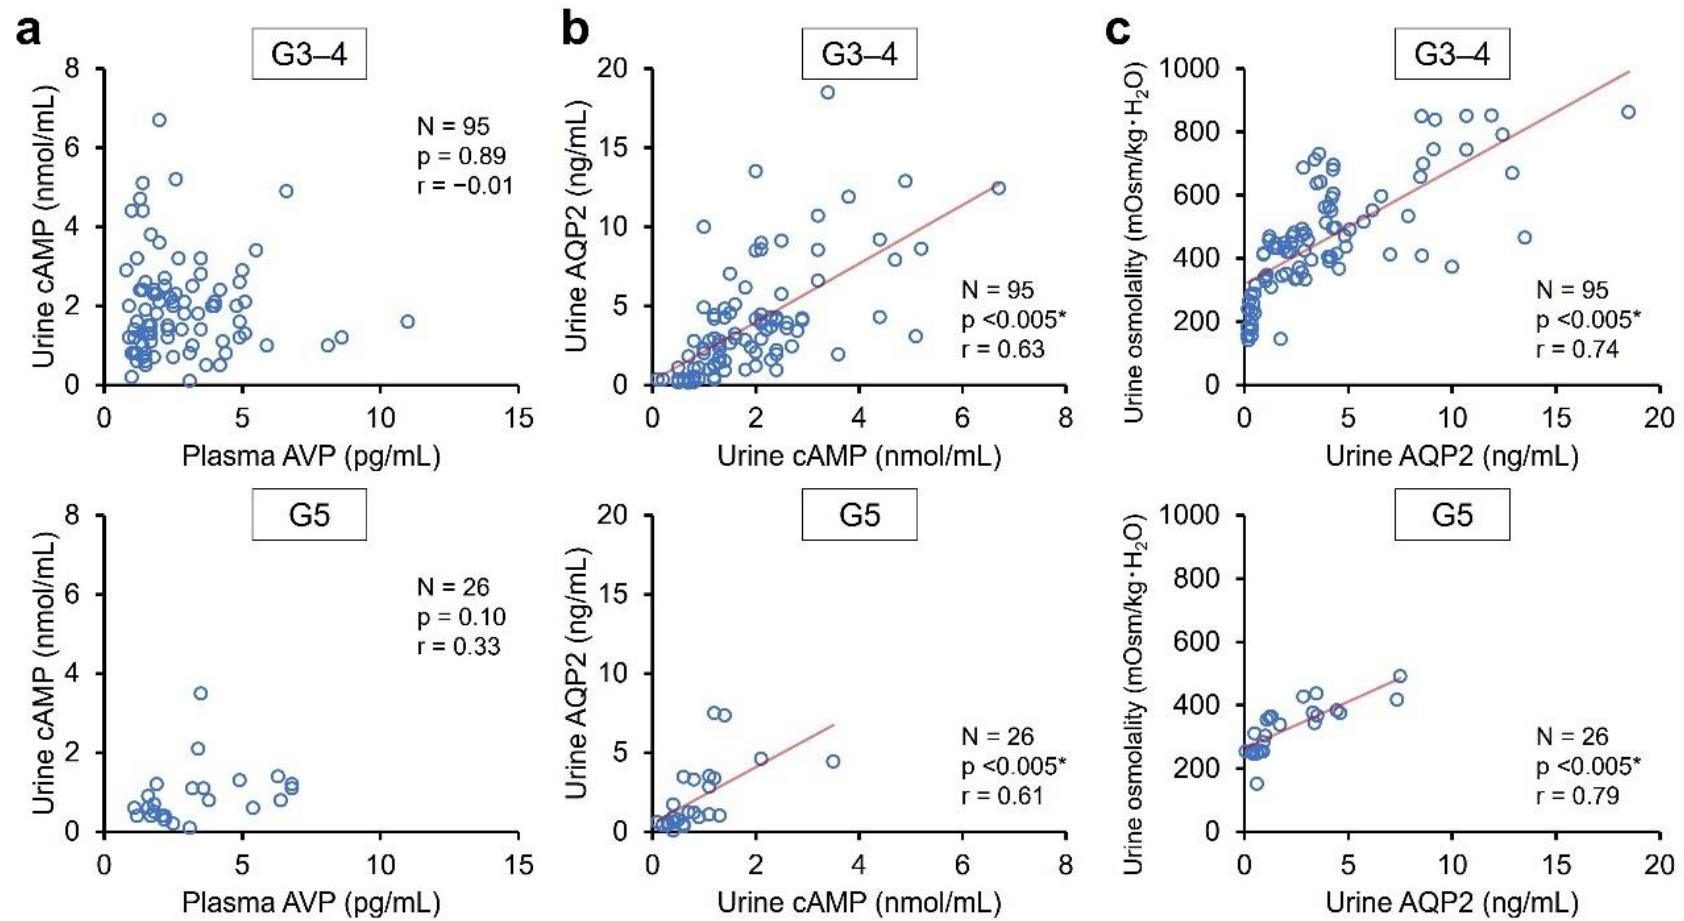 a
G3–4
8
6
4
2
0
0 5 10 15
Urine cAMP (nmol/mL)
Plasma AVP (pg/mL)
N = 95
p = 0.89
r = −0.01
b
G3–4
20
15
10
5
0
0 2 4 6 8
Urine AQP2 (ng/mL)
Urine cAMP (nmol/mL)
N = 95
p <0.005*
r = 0.63
c
G3–4
1000
800
600
400
200
0
0 5 10 15 20
Urine osmolality (mOsm/kg·H₂O)
Urine AQP2 (ng/mL)
N = 95
p <0.005*
r = 0.74
G5
8
6
4
2
0
0 5 10 15
Urine cAMP (nmol/mL)
Plasma AVP (pg/mL)
N = 26
p = 0.10
r = 0.33
G5
20
15
10
5
0
0 2 4 6 8
Urine AQP2 (ng/mL)
Urine cAMP (nmol/mL)
N = 26
p <0.005*
r = 0.61
G5
1000
800
600
400
200
0
0 5 10 15 20
Urine osmolality (mOsm/kg·H₂O)
Urine AQP2 (ng/mL)
N = 26
p <0.005*
r = 0.79